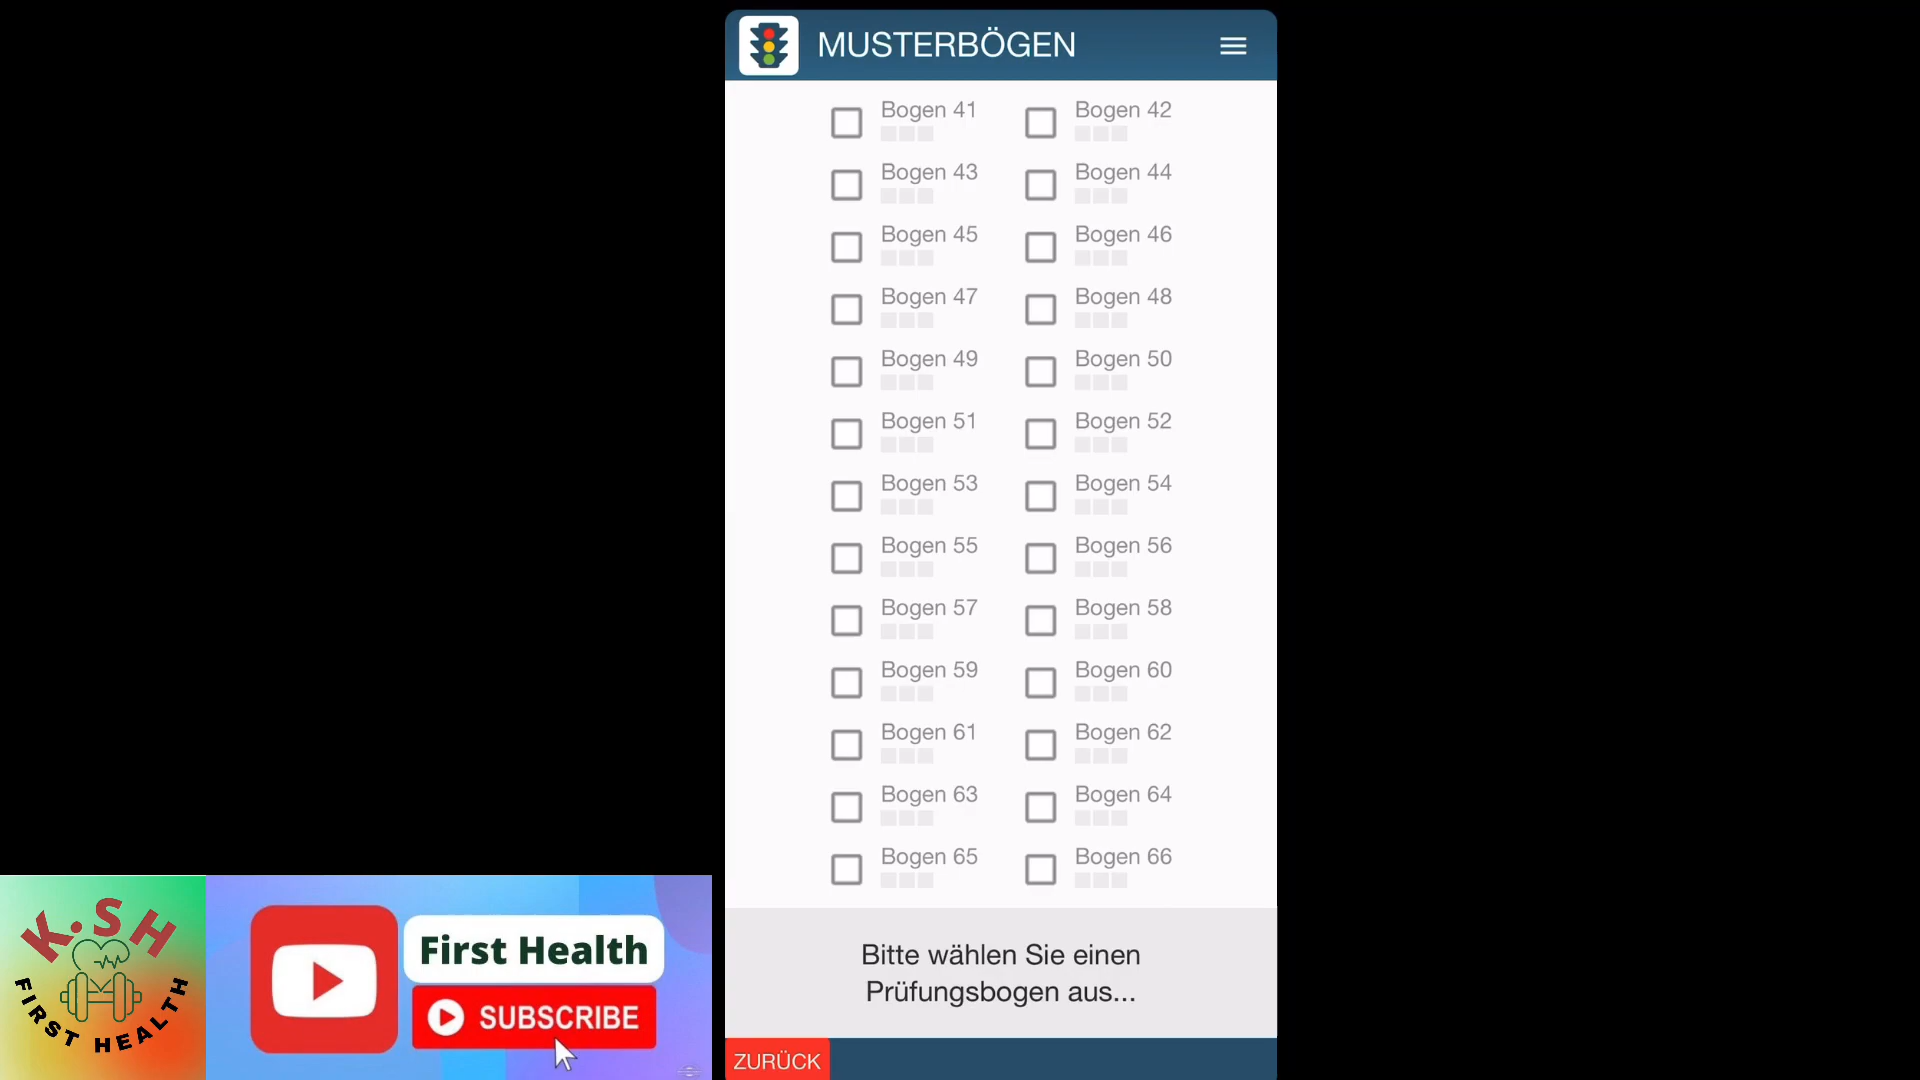 MUSTERBÖGEN
Bogen 41 Bogen 42
Bogen 43 Bogen 44
Bogen 45 Bogen 46
Bogen 47 Bogen 48
Bogen 49 Bogen 50
Bogen 51 Bogen 52
Bogen 53 Bogen 54
Bogen 55 Bogen 56
Bogen 57 Bogen 58
Bogen 59 Bogen 60
Bogen 61 Bogen 62
Bogen 63 Bogen 64
Bogen 65 Bogen 66
Bitte wählen Sie einen
Prüfungsbogen aus...
ZURÜCK
K.SH
FIRST HEALTH
First Health
SUBSCRIBE